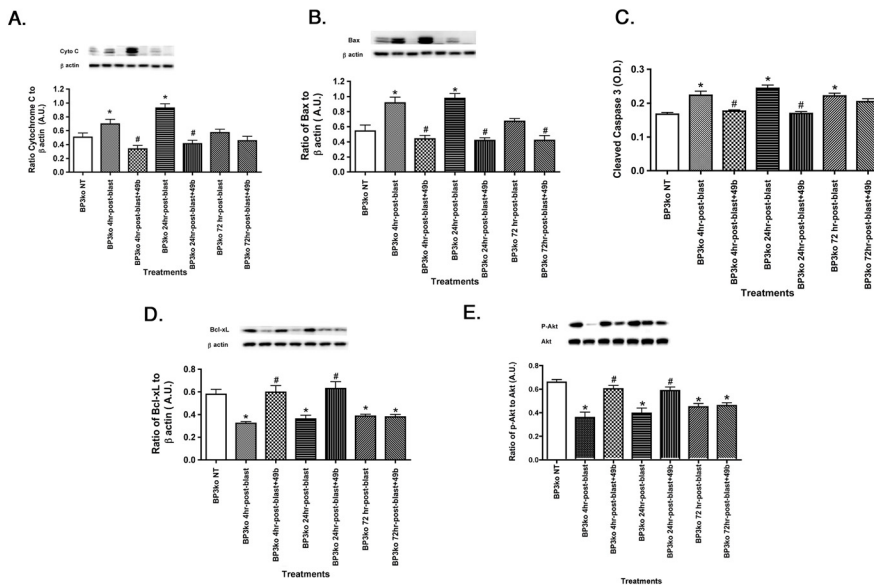 A.
Cyto C
β actin
Ratio Cytochrome C to
β actin (A.U.)
1.2
1.0
0.8
0.6
0.4
0.2
0.0
*
#
*
#
BP3ko NT
BP3ko 4hr-post-blast
BP3ko 4hr-post-blast+49b
BP3ko 24hr-post-blast
BP3ko 24hr-post-blast+49b
BP3ko 72 hr-post-blast
BP3ko 72hr-post-blast+49b
Treatments
B.
Bax
β actin
Ratio of Bax to
β actin ( A.U.)
1.2
1.0
0.8
0.6
0.4
0.2
0.0
*
#
*
#
#
BP3ko NT
BP3ko 4hr-post-blast
BP3ko 4hr-post-blast+49b
BP3ko 24hr-post-blast
BP3ko 24hr-post-blast+49b
BP3ko 72 hr-post-blast
BP3ko 72hr-post-blast+49b
Treatments
C.
Cleaved Caspase 3 (O.D.)
0.3
0.2
0.1
0.0
*
#
*
#
*
BP3ko NT
BP3ko 4hr-post-blast
BP3ko 4hr-post-blast+49b
BP3ko 24hr-post-blast
BP3ko 24hr-post-blast+49b
BP3ko 72 hr-post-blast
BP3ko 72hr-post-blast+49b
Treatments
D.
Bcl-xL
β actin
Ratio of Bcl-xL to
β actin ( A.U.)
0.8
0.6
0.4
0.2
0.0
*
#
*
#
*
*
BP3ko NT
BP3ko 4hr-post-blast
BP3ko 4hr-post-blast+49b
BP3ko 24hr-post-blast
BP3ko 24hr-post-blast+49b
BP3ko 72 hr-post-blast
BP3ko 72hr-post-blast+49b
Treatments
E.
P-Akt
Akt
Ratio of p-Akt to Akt (A.U.)
0.8
0.6
0.4
0.2
0.0
*
#
*
#
*
*
BP3ko NT
BP3ko 4hr-post-blast
BP3ko 4hr-post-blast+49b
BP3ko 24hr-post-blast
BP3ko 24hr-post-blast+49b
BP3ko 72 hr-post-blast
BP3ko 72hr-post-blast+49b
Treatments